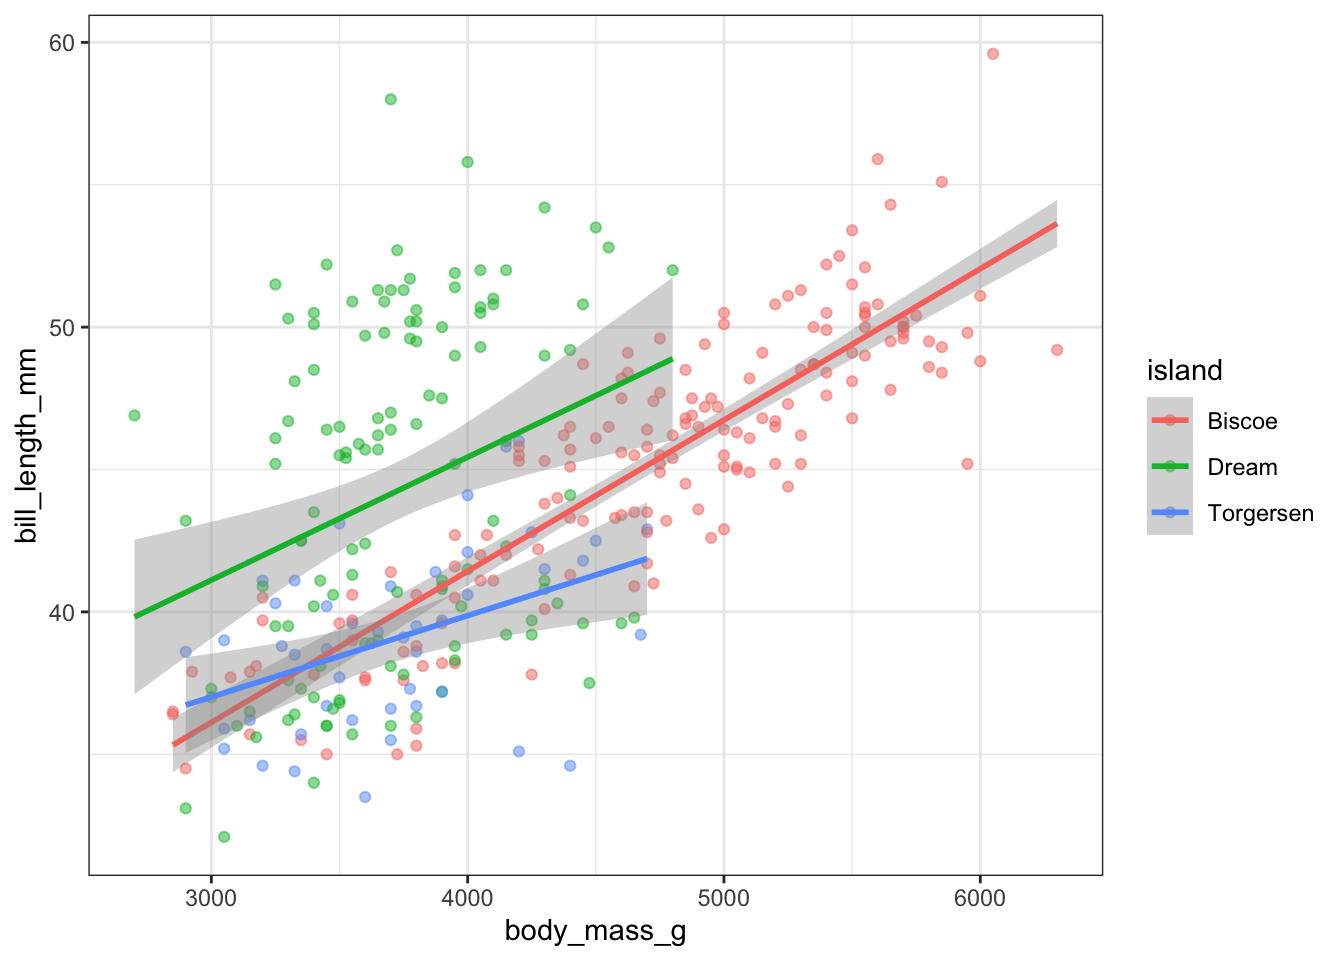 60
50
40
bill_length_mm
3000 4000 5000 6000
body_mass_g
island
Biscoe
Dream
Torgersen